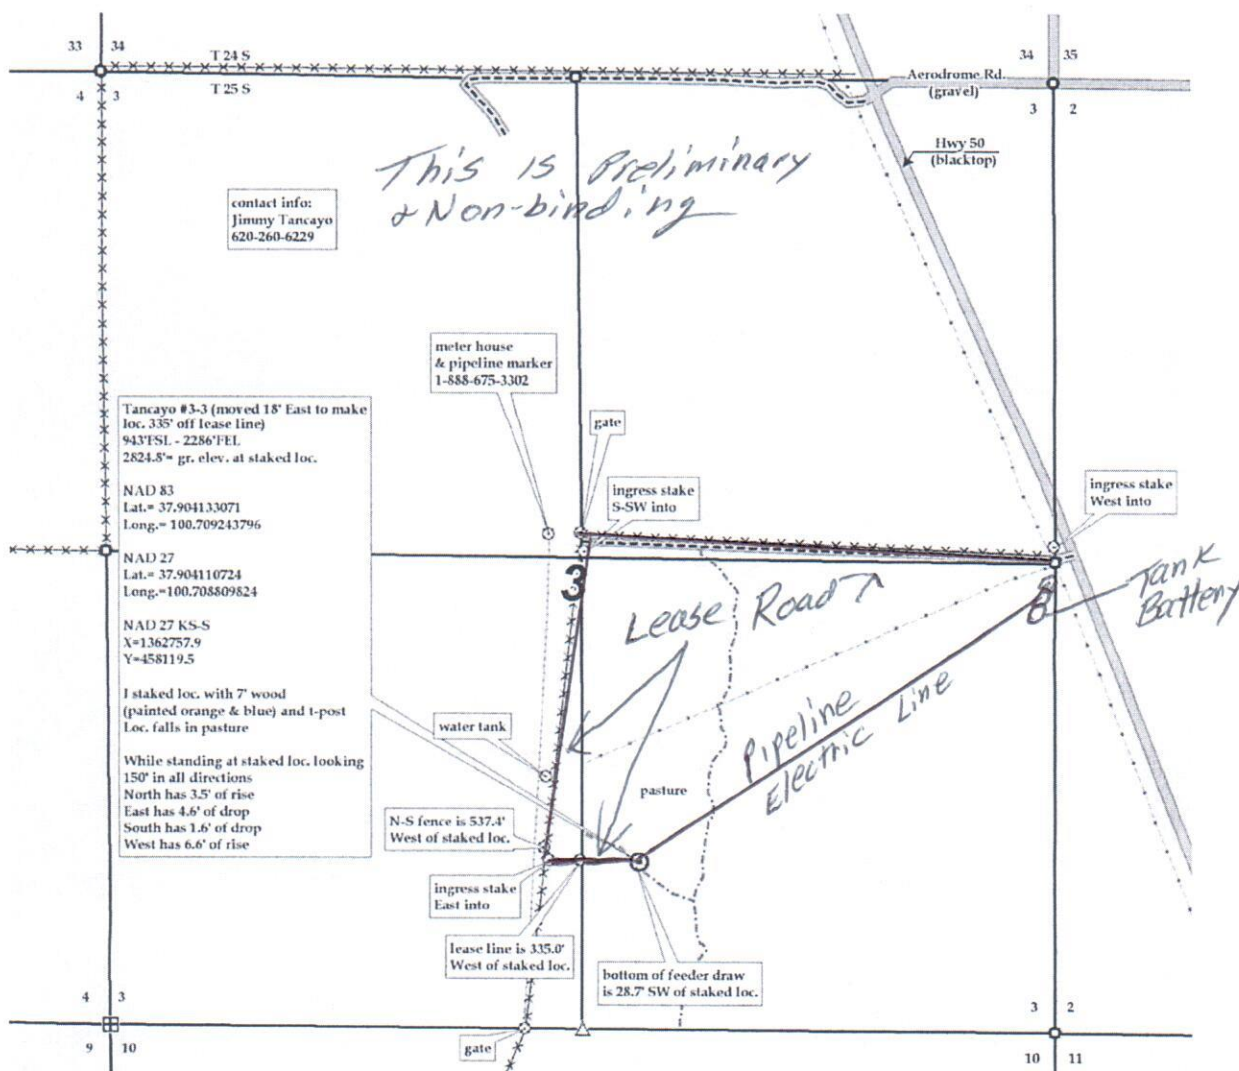 33 34
T 24 S
34 35
4 3
T 25 S
Aerodrome Rd.
(gravel)
3 2
Hwy 50
(blacktop)
This is Preliminary
& Non-binding
contact info:
Jimmy Tancayo
620-260-6229
meter house
& pipeline marker
1-888-675-3302
Tancayo #3-3 (moved 18' East to make
loc. 335' off lease line)
943'FSL - 2286'FEL
2824.8'= gr. elev. at staked loc.
NAD 83
Lat.= 37.904133071
Long.= 100.709243796
NAD 27
Lat.= 37.904110724
Long.=100.708809824
NAD 27 KS-S
X=1362757.9
Y=458119.5
I staked loc. with 7' wood
(painted orange & blue) and t-post
Loc. falls in pasture
While standing at staked loc. looking
150' in all directions
North has 3.5' of rise
East has 4.6' of drop
South has 1.6' of drop
West has 6.6' of rise
gate
ingress stake
S-SW into
ingress stake
West into
3
Lease Road
Tank
Battery
Pipeline
Electric Line
water tank
pasture
N-S fence is 537.4'
West of staked loc.
ingress stake
East into
lease line is 335.0'
West of staked loc.
bottom of feeder draw
is 28.7' SW of staked loc.
4 3
3 2
9 10
gate
10 11